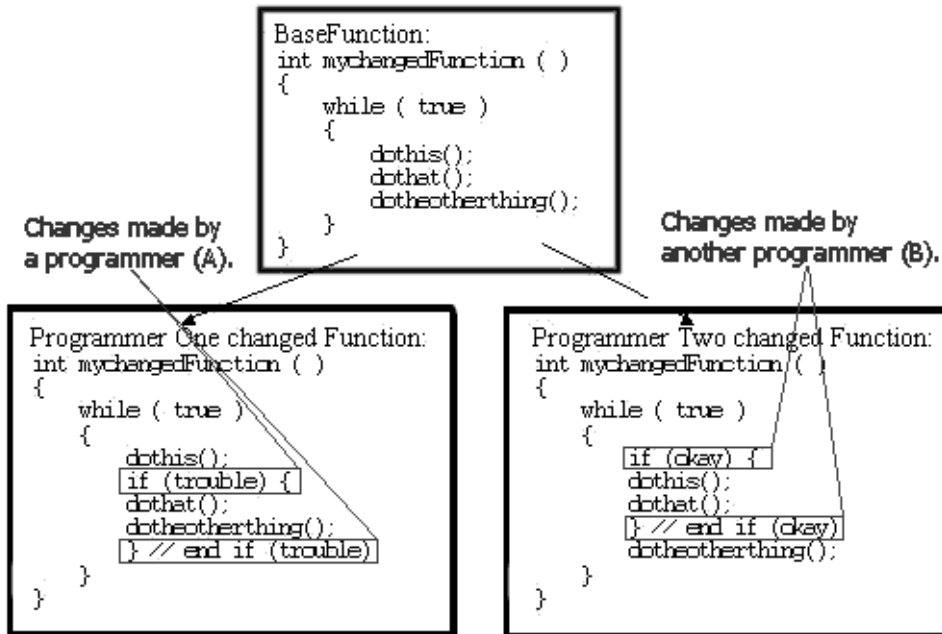 BaseFunction:
int mychangedFunction ( )
{
while ( true )
{
dothis();
dothat();
dotheotherthing();
}
}
Changes made by
a programmer (A).
Changes made by
another programmer (B).
Programmer One changed Function:
int mychangedFunction ( )
{
while ( true )
{
dothis();
if (trouble) {
dothat();
dotheotherthing();
} // end if (trouble)
}
}
Programmer Two changed Function:
int mychangedFunction ( )
{
while ( true )
{
if (okay) {
dothis();
dothat();
} // end if (okay)
dotheotherthing();
}
}